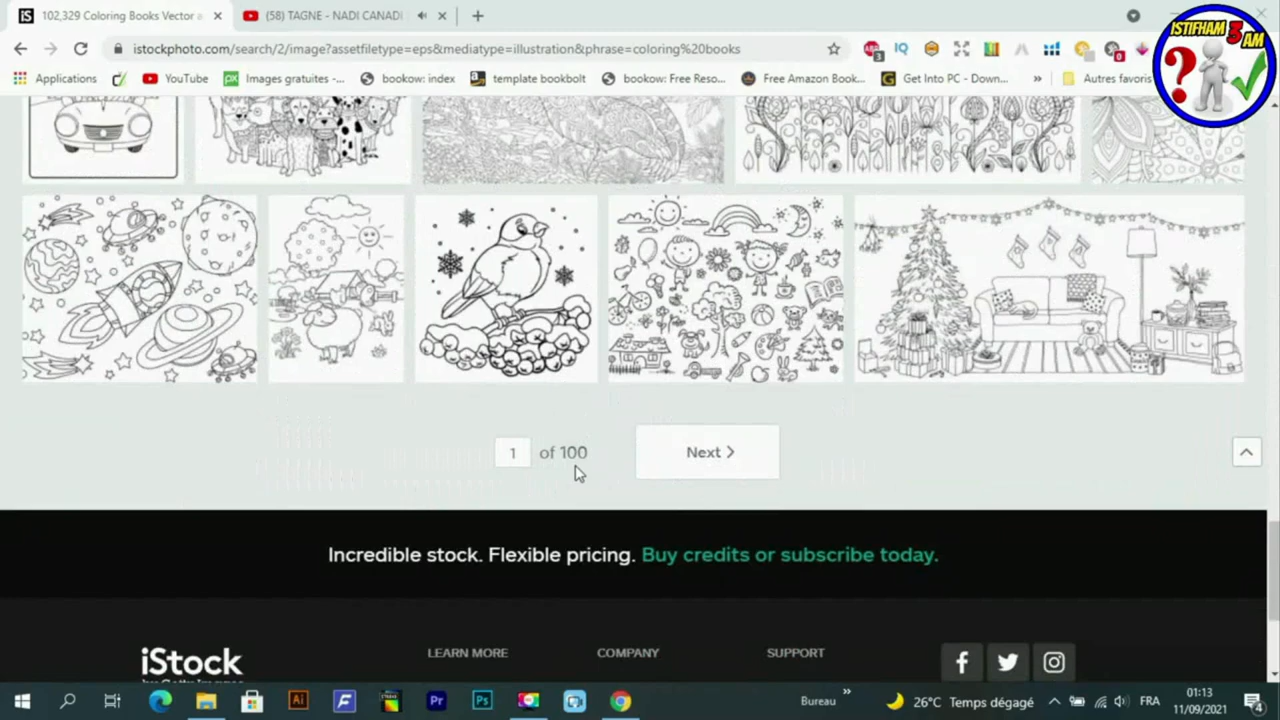 102,329 Coloring Books Vector a
(58) TAGNE - NADI CANADI
ISTIFHAM 3 AM
istockphoto.com/search/2/image?assetfiletype=eps&mediatype=illustration&phrase=coloring%20books
Applications
YouTube
Images gratuites -...
bookow: index
template bookbolt
bookow: Free Reso...
Free Amazon Book...
Get Into PC - Down...
»
Autres favoris
1 of 100
Next >
Incredible stock. Flexible pricing. Buy credits or subscribe today.
iStock
LEARN MORE
COMPANY
SUPPORT
Bureau
»
26°C Temps dégagé
FRA
01:13
11/09/2021